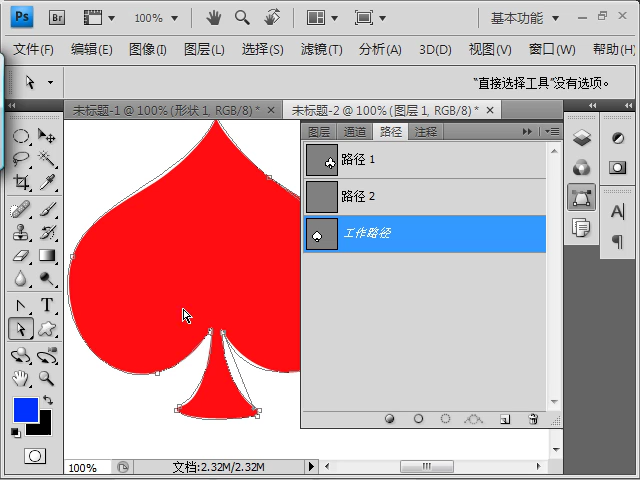 Ps Br 100% 基本功能
文件(F) 编辑(E) 图像(I) 图层(L) 选择(S) 滤镜(T) 分析(A) 3D(D) 视图(V) 窗口(W) 帮助(H)
“直接选择工具”没有选项。
未标题-1 @ 100% (形状 1, RGB/8) * × 未标题-2 @ 100% (图层 1, RGB/8) * ×
图层 通道 路径 注释
路径 1
路径 2
工作路径
A
T
100% 文档:2.32M/2.32M